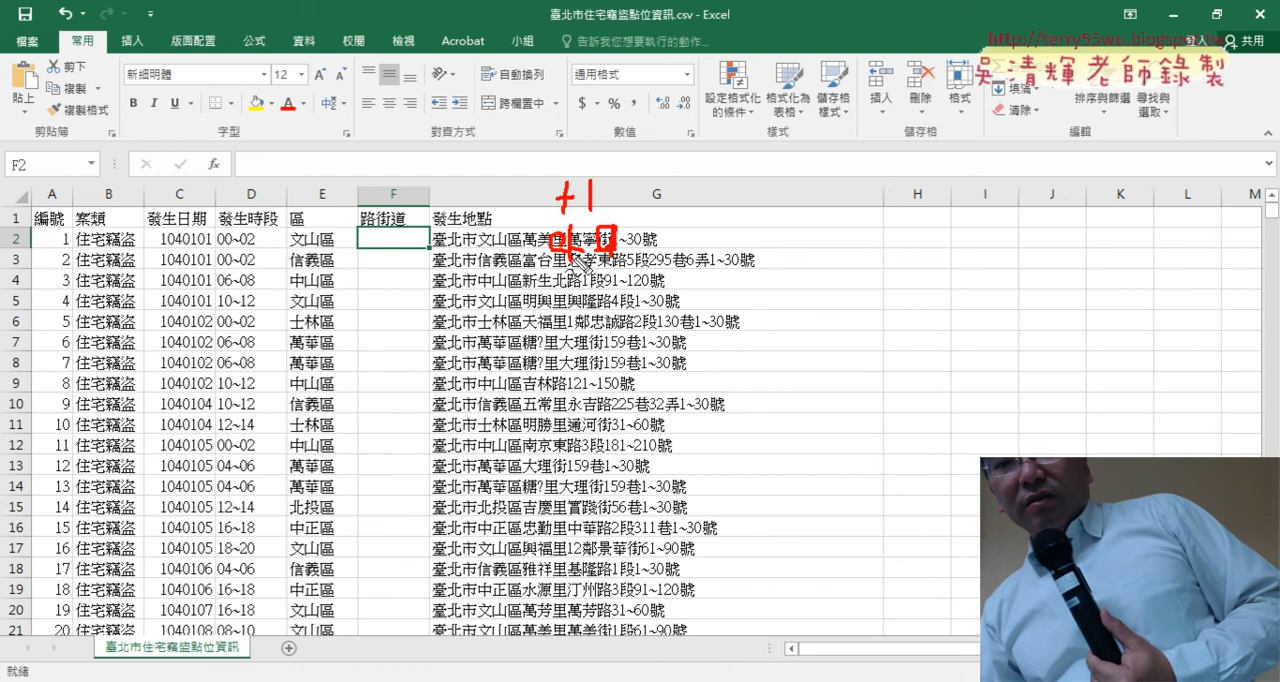 臺北市住宅竊盜點位資訊.csv - Excel
檔案 常用 插入 版面配置 公式 資料 校閱 檢視 Acrobat 小組 告訴我您想要執行的動作... 登入 共用
http://terry55wu.blogspot.tw
吳清輝老師錄製
貼上 剪下 複製 複製格式 剪貼簿
新細明體 12 B I U 字型
自動換列 跨欄置中 對齊方式
通用格式 $ % , 數值
設定格式化的條件 格式化為表格 儲存格樣式 樣式
插入 刪除 格式 儲存格
填滿 清除 排序與篩選 尋找與選取 編輯
F2 fx
A B C D E F G H I J K L M
+1
1 編號 案類 發生日期 發生時段 區 路街道 發生地點
2 1 住宅竊盜 1040101 00~02 文山區 臺北市文山區萬美里萬寧街1~30號
3 2 住宅竊盜 1040101 00~02 信義區 臺北市信義區富台里忠孝東路5段295巷6弄1~30號
4 3 住宅竊盜 1040101 06~08 中山區 臺北市中山區新生北路1段91~120號
5 4 住宅竊盜 1040101 10~12 文山區 臺北市文山區明興里興隆路4段1~30號
6 5 住宅竊盜 1040102 00~02 士林區 臺北市士林區天福里1鄰忠誠路2段130巷1~30號
7 6 住宅竊盜 1040102 06~08 萬華區 臺北市萬華區糖?里大理街159巷1~30號
8 7 住宅竊盜 1040102 06~08 萬華區 臺北市萬華區糖?里大理街159巷1~30號
9 8 住宅竊盜 1040102 10~12 中山區 臺北市中山區吉林路121~150號
10 9 住宅竊盜 1040104 10~12 信義區 臺北市信義區五常里永吉路225巷32弄1~30號
11 10 住宅竊盜 1040104 12~14 士林區 臺北市士林區明勝里通河街31~60號
12 11 住宅竊盜 1040105 00~02 中山區 臺北市中山區南京東路3段181~210號
13 12 住宅竊盜 1040105 04~06 萬華區 臺北市萬華區大理街159巷1~30號
14 13 住宅竊盜 1040105 04~06 萬華區 臺北市萬華區糖?里大理街159巷1~30號
15 14 住宅竊盜 1040105 12~14 北投區 臺北市北投區吉慶里實踐街56巷1~30號
16 15 住宅竊盜 1040105 16~18 中正區 臺北市中正區忠勤里中華路2段311巷1~30號
17 16 住宅竊盜 1040105 18~20 文山區 臺北市文山區興福里12鄰景華街61~90號
18 17 住宅竊盜 1040106 04~06 信義區 臺北市信義區雅祥里基隆路1段1~30號
19 18 住宅竊盜 1040106 16~18 中正區 臺北市中正區水源里汀州路3段91~120號
20 19 住宅竊盜 1040107 16~18 文山區 臺北市文山區萬芳里萬芳路31~60號
21 20 住宅竊盜 1040108 08~10 文山區 臺北市文山區萬美里萬美街1段61~90號
臺北市住宅竊盜點位資訊
就緒